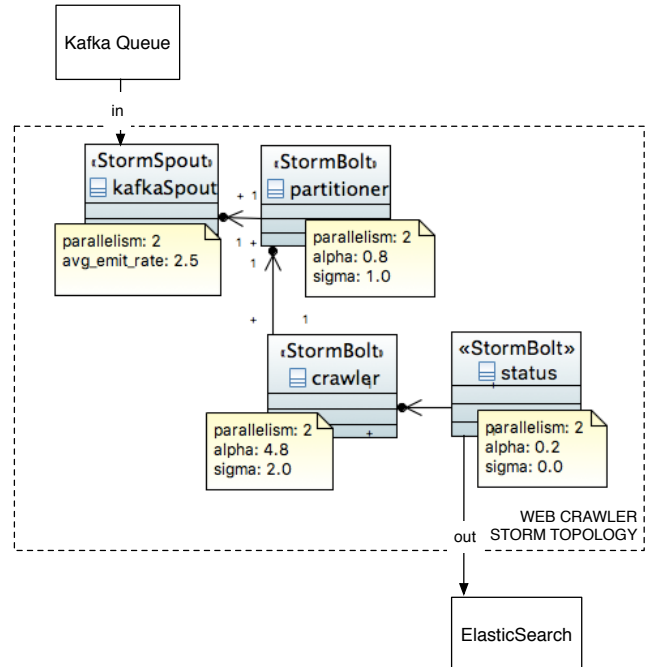 Kafka Queue
in
«StormSpout»
kafkaSpout
«StormBolt»
partitioner
+ 1
1 +
1
parallelism: 2
avg_emit_rate: 2.5
parallelism: 2
alpha: 0.8
sigma: 1.0
+ 1
«StormBolt»
crawler
«StormBolt»
status
parallelism: 2
alpha: 4.8
sigma: 2.0
+
parallelism: 2
alpha: 0.2
sigma: 0.0
WEB CRAWLER
STORM TOPOLOGY
out
ElasticSearch